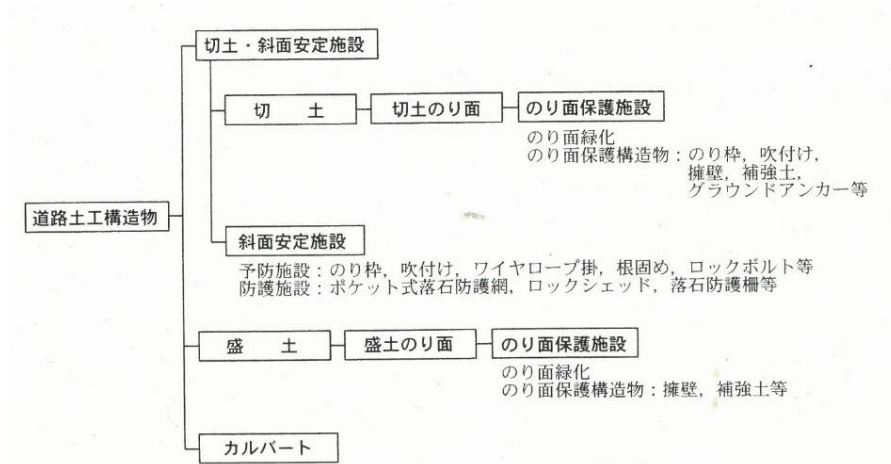 切土・斜面安定施設
切　土
切土のり面
のり面保護施設
のり面緑化
のり面保護構造物：のり枠，吹付け，
擁壁，補強土，
グラウンドアンカー等
道路土工構造物
斜面安定施設
予防施設：のり枠，吹付け，ワイヤロープ掛，根固め，ロックボルト等
防護施設：ポケット式落石防護網，ロックシェッド，落石防護柵等
盛　土
盛土のり面
のり面保護施設
のり面緑化
のり面保護構造物：擁壁，補強土等
カルバート